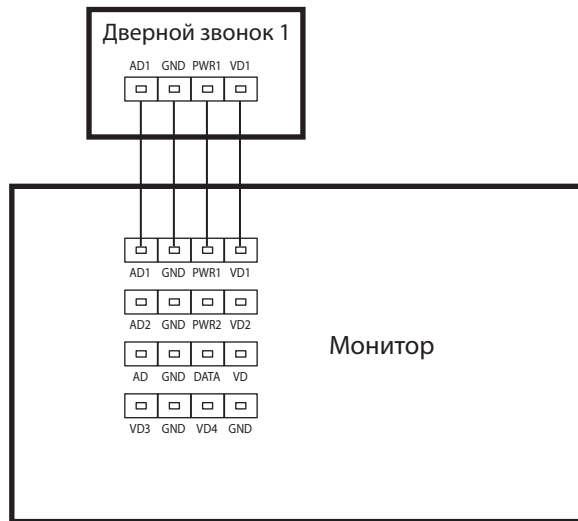 Дверной звонок 1
AD1 GND PWR1 VD1
AD1 GND PWR1 VD1
AD2 GND PWR2 VD2
Монитор
AD GND DATA VD
VD3 GND VD4 GND